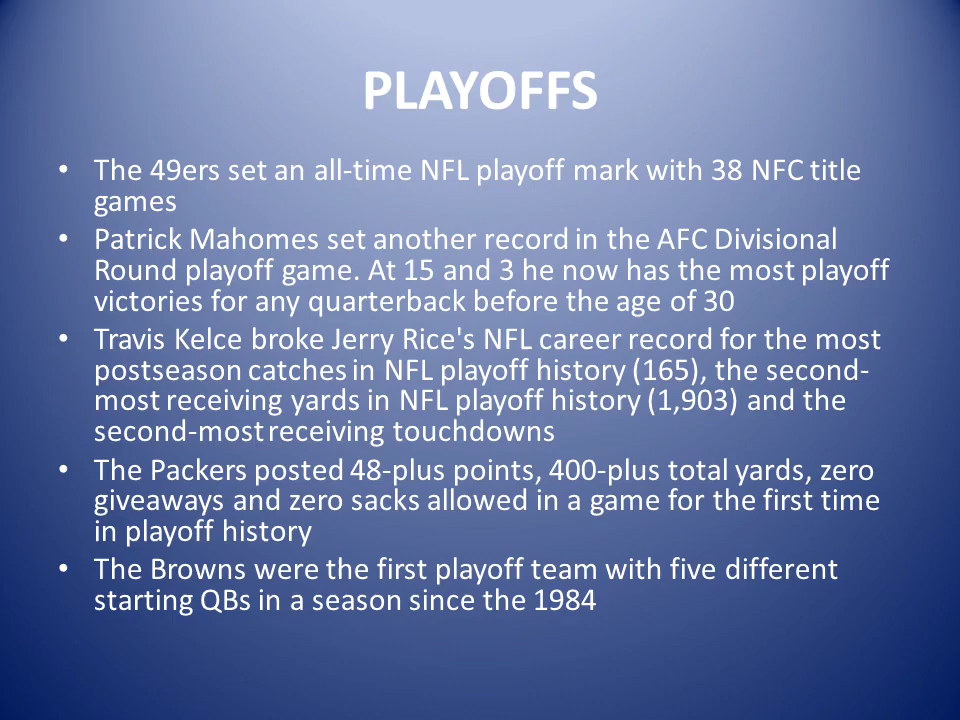 PLAYOFFS
• The 49ers set an all-time NFL playoff mark with 38 NFC title
games
• Patrick Mahomes set another record in the AFC Divisional
Round playoff game. At 15 and 3 he now has the most playoff
victories for any quarterback before the age of 30
• Travis Kelce broke Jerry Rice's NFL career record for the most
postseason catches in NFL playoff history (165), the second-
most receiving yards in NFL playoff history (1,903) and the
second-most receiving touchdowns
• The Packers posted 48-plus points, 400-plus total yards, zero
giveaways and zero sacks allowed in a game for the first time
in playoff history
• The Browns were the first playoff team with five different
starting QBs in a season since the 1984